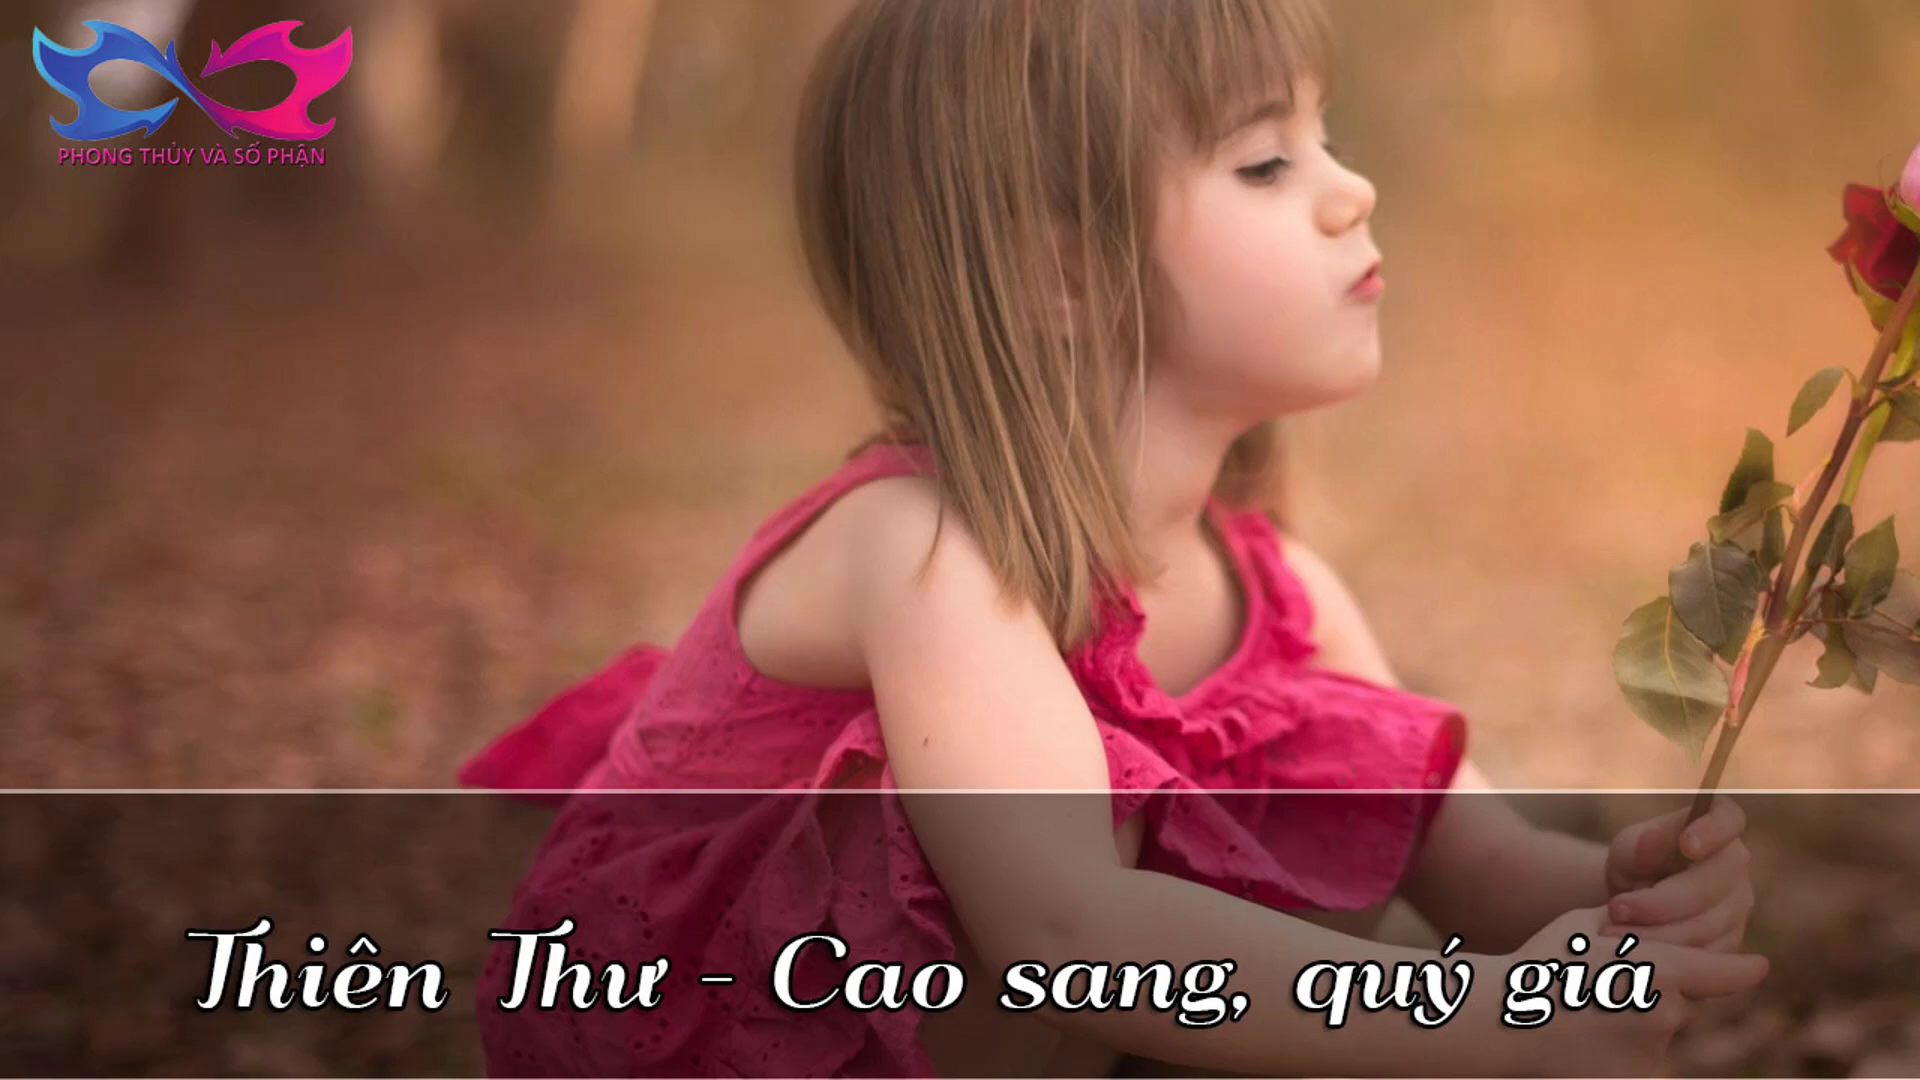 PHONG THỦY VÀ SỐ PHẬN
Thiên Thư - Cao sang, quý giá